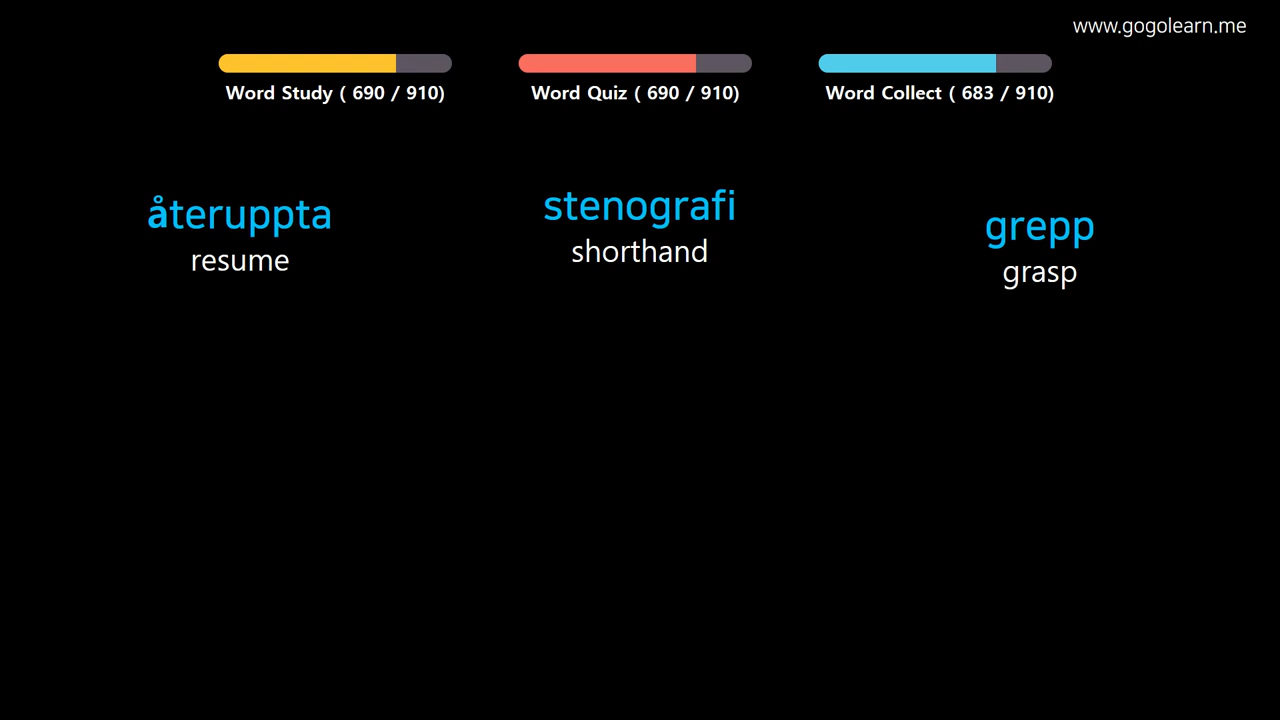 www.gogolearn.me
Word Study ( 690 / 910)
Word Quiz ( 690 / 910)
Word Collect ( 683 / 910)
återuppta
resume
stenografi
shorthand
grepp
grasp